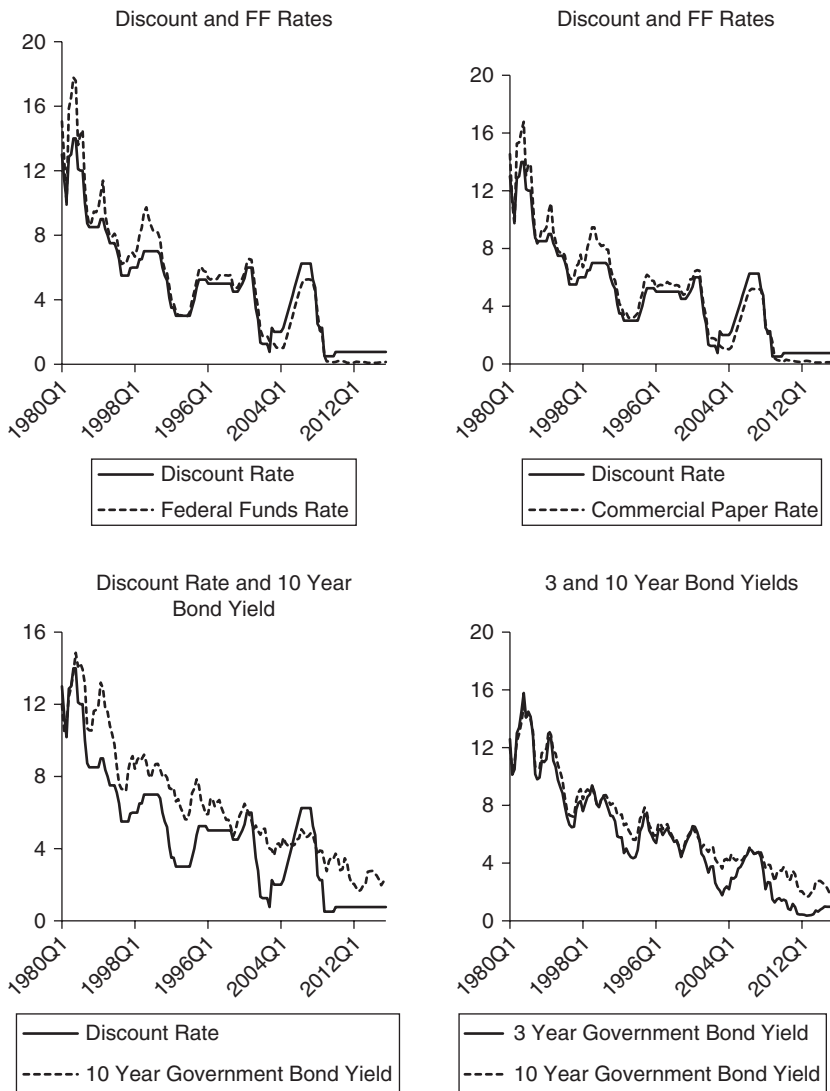 Discount and FF Rates
20
16
12
8
4
0
1980Q1
1998Q1
1996Q1
2004Q1
2012Q1
Discount Rate
Federal Funds Rate
Discount and FF Rates
20
16
12
8
4
0
1980Q1
1998Q1
1996Q1
2004Q1
2012Q1
Discount Rate
Commercial Paper Rate
Discount Rate and 10 Year
Bond Yield
16
12
8
4
0
1980Q1
1998Q1
1996Q1
2004Q1
2012Q1
Discount Rate
10 Year Government Bond Yield
3 and 10 Year Bond Yields
20
16
12
8
4
0
1980Q1
1998Q1
1996Q1
2004Q1
2012Q1
3 Year Government Bond Yield
10 Year Government Bond Yield